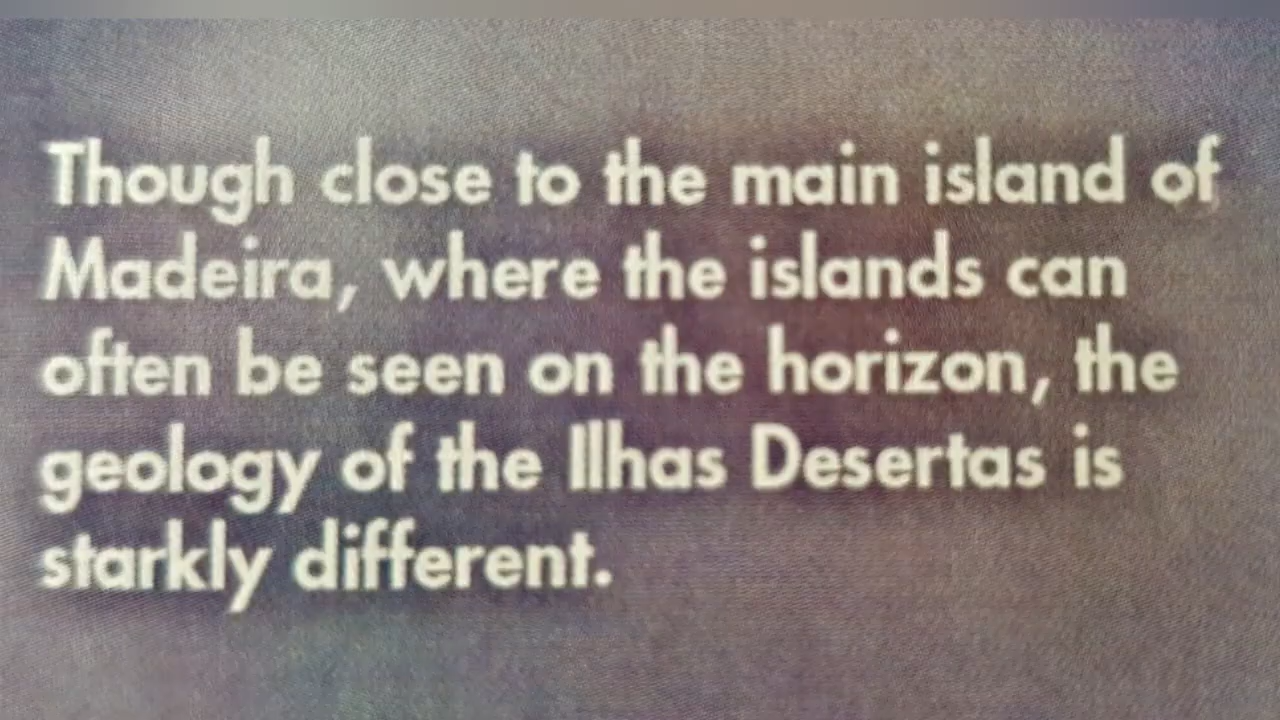 Though close to the main island of
Madeira, where the islands can
often be seen on the horizon, the
geology of the Ilhas Desertas is
starkly different.